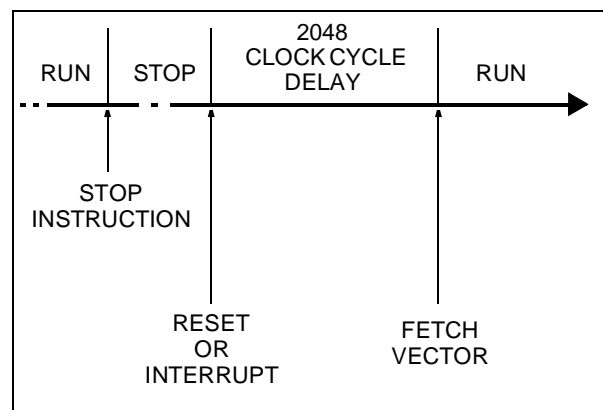 2048
CLOCK CYCLE
DELAY
RUN
STOP
RUN
STOP
INSTRUCTION
RESET
OR
INTERRUPT
FETCH
VECTOR